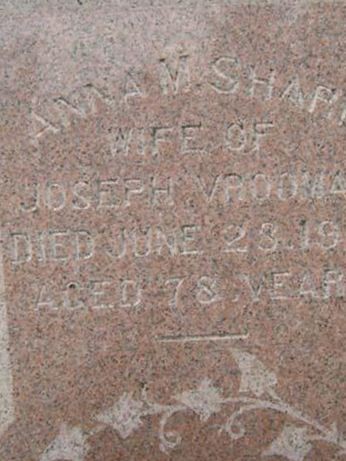 ANNA M. SHARP
WIFE OF
JOSEPH VROOMA
DIED JUNE 23, 19
AGED 78 YEAR